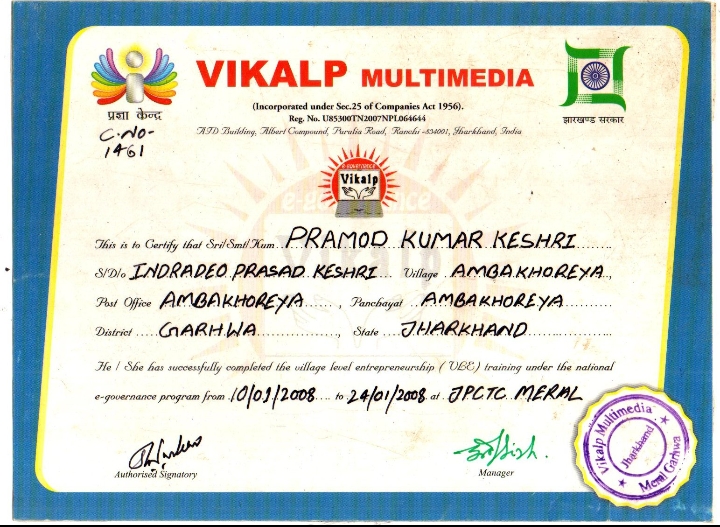 VIKALP MULTIMEDIA
(Incorporated under Sec.25 of Companies Act 1956).
Reg. No. U85300TN2007NPL064644
ATD Building, Albert Compound, Purulia Road, Ranchi -834001, Jharkhand, India
प्रज्ञा केन्द्र
C.No-
1461
झारखण्ड सरकार
e-governance
Vikalp
This is to Certify that Sri/Smt/Kum PRAMOD KUMAR KESHRI
S/D/o INDRADEO PRASAD KESHRI Village AMBAKHOREYA,
Post Office AMBAKHOREYA, Panchayat AMBAKHOREYA
District GARHWA, State JHARKHAND
He / She has successfully completed the village level entrepreneurship (VLE) training under the national
e-governance program from 10/01/2008 to 24/01/2008 at JPCTC MERAL
Authorised Signatory
Manager
Vikalp Multimedia
Jharkhand
Meral Garhwa